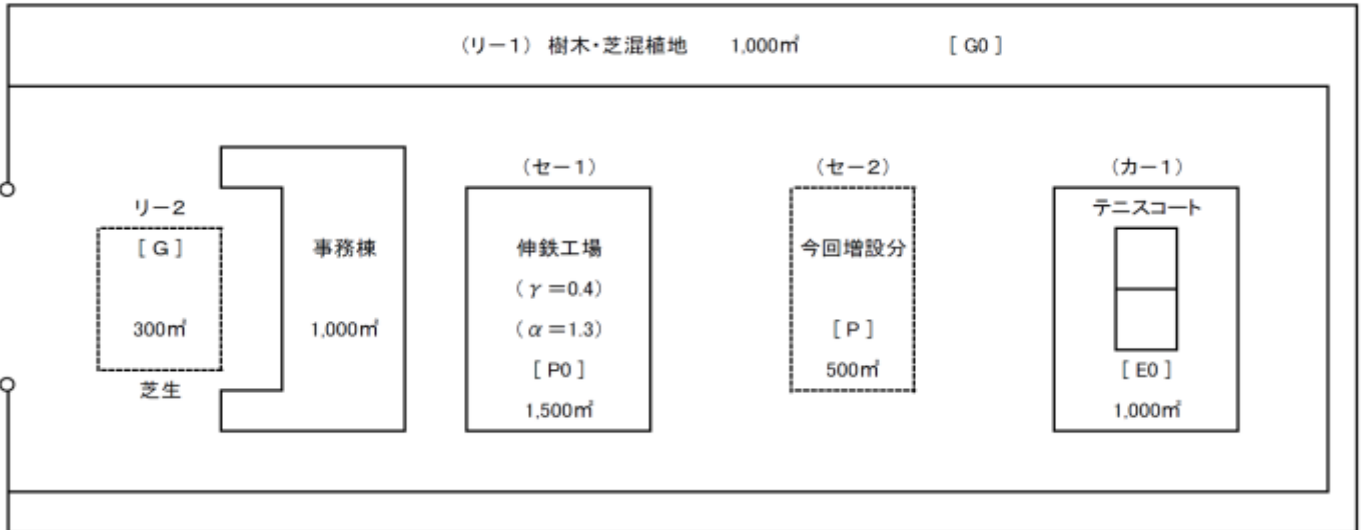 (リー1) 樹木・芝混植地 1,000㎡ [ G0 ]
リー2
[ G ]
300㎡
芝生
事務棟
1,000㎡
(セー1)
伸鉄工場
(γ=0.4)
(α=1.3)
[ P0 ]
1,500㎡
(セー2)
今回増設分
[ P ]
500㎡
(カー1)
テニスコート
[ E0 ]
1,000㎡